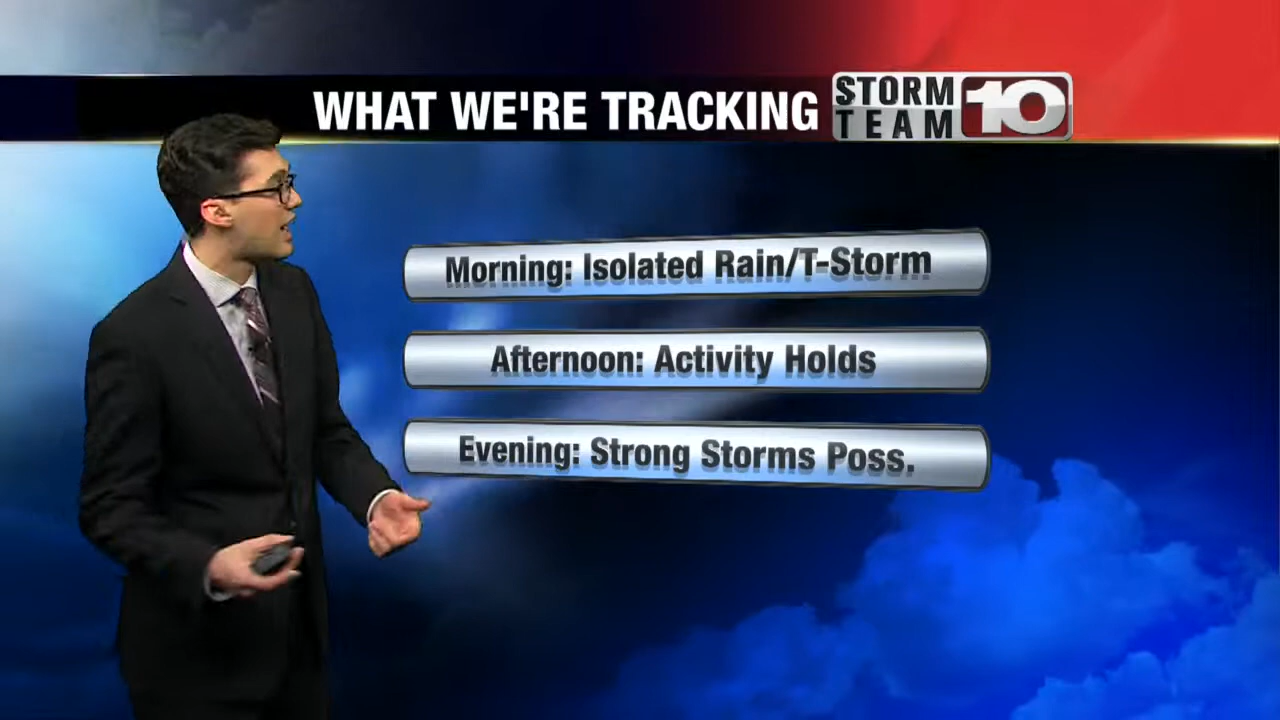 WHAT WE'RE TRACKING
STORM TEAM 10
Morning: Isolated Rain/T-Storm
Afternoon: Activity Holds
Evening: Strong Storms Poss.